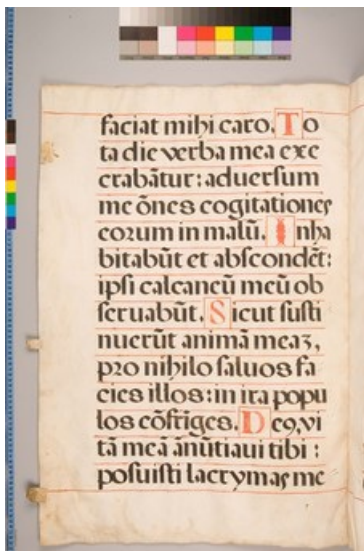 faciat mihi caro. To
ta die verba mea exe
crabātur: aduersum
me ōnes cogitationes
eorum in malū. Inha
bitabūt et abscondēt:
ipsi calcaneū meū ob
seruabūt. Sicut susti
nuerūt animā meaꝫ,
pro nihilo saluos fa
cies illos: in ira popu
los cōfriges. Deꝰ, vi
tā meā ānūtiaui tibi:
posuisti lacrymas me